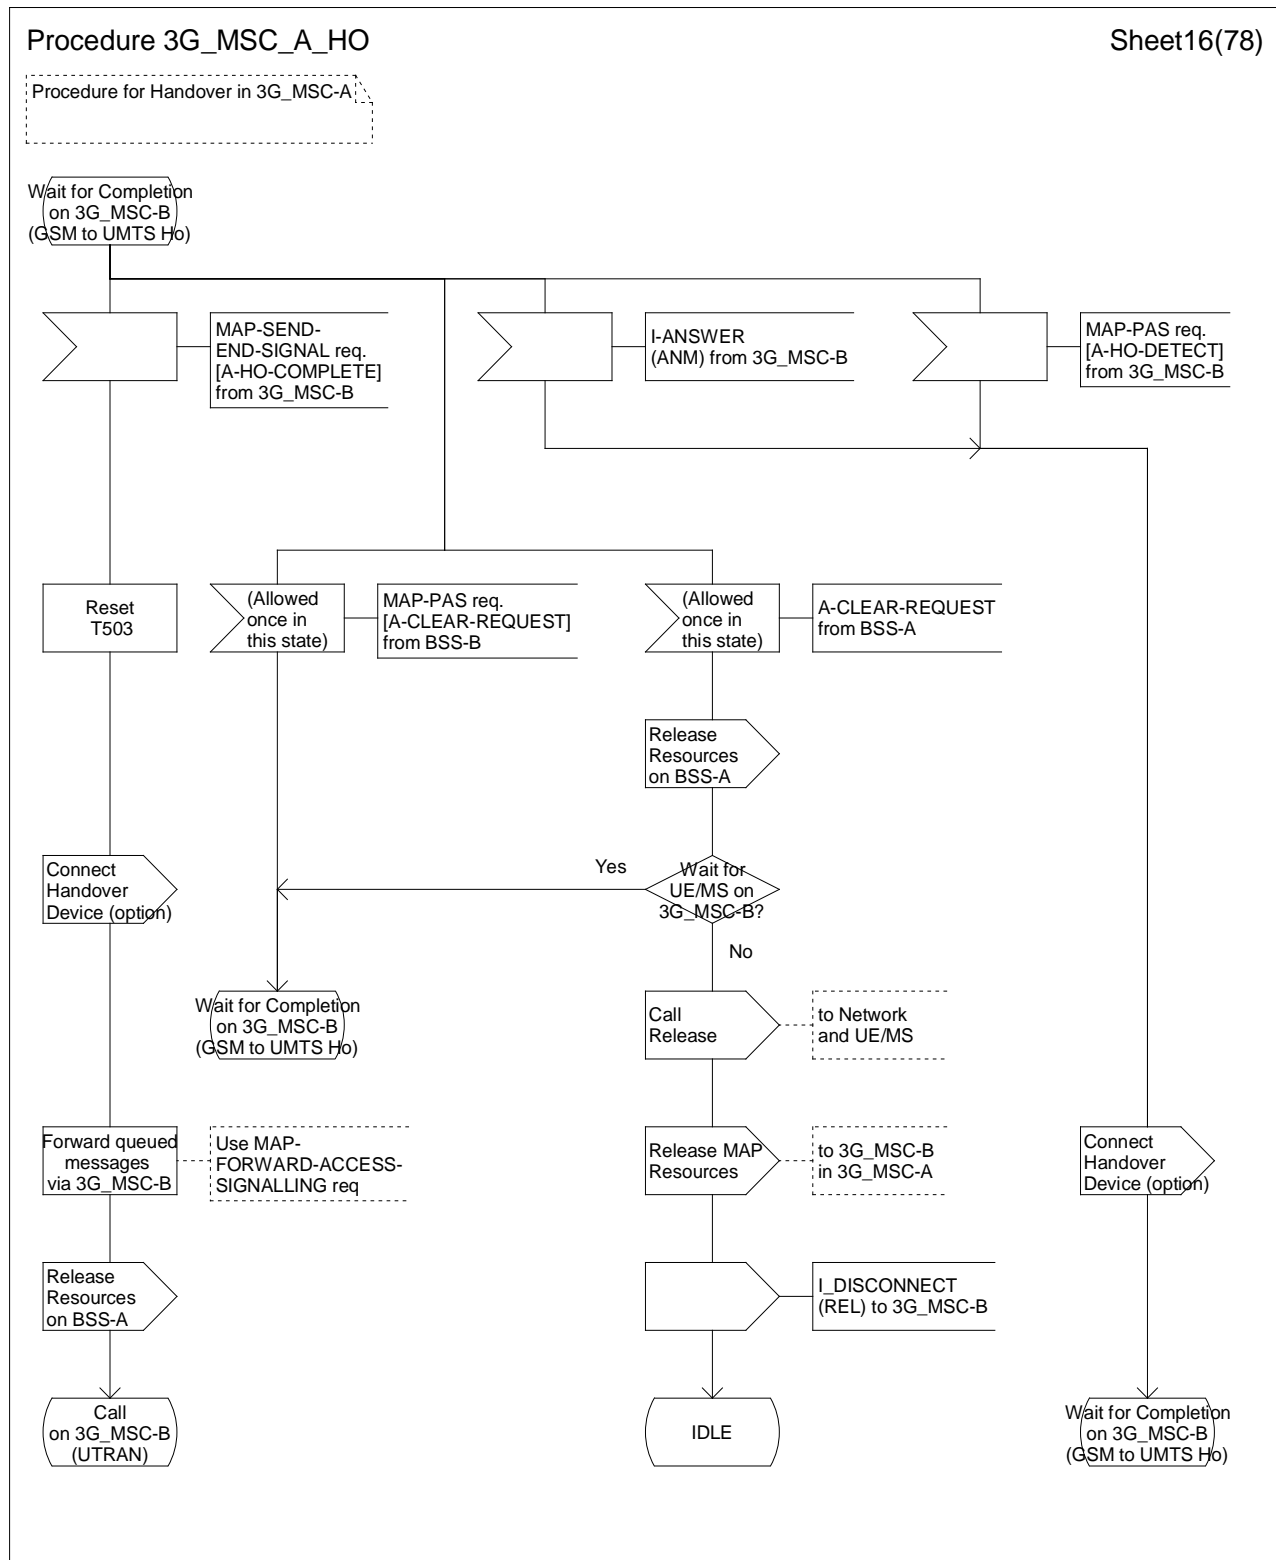 Procedure 3G_MSC_A_HO
Sheet16(78)
Procedure for Handover in 3G_MSC-A
Wait for Completion
on 3G_MSC-B
(GSM to UMTS Ho)
MAP-SEND-
END-SIGNAL req.
[A-HO-COMPLETE]
from 3G_MSC-B
I-ANSWER
(ANM) from 3G_MSC-B
MAP-PAS req.
[A-HO-DETECT]
from 3G_MSC-B
Reset
T503
(Allowed
once in
this state)
MAP-PAS req.
[A-CLEAR-REQUEST]
from BSS-B
(Allowed
once in
this state)
A-CLEAR-REQUEST
from BSS-A
Release
Resources
on BSS-A
Connect
Handover
Device (option)
Yes
Wait for
UE/MS on
3G_MSC-B?
No
Wait for Completion
on 3G_MSC-B
(GSM to UMTS Ho)
Call
Release
to Network
and UE/MS
Forward queued
messages
via 3G_MSC-B
Use MAP-
FORWARD-ACCESS-
SIGNALLING req
Release MAP
Resources
to 3G_MSC-B
in 3G_MSC-A
Connect
Handover
Device (option)
Release
Resources
on BSS-A
I_DISCONNECT
(REL) to 3G_MSC-B
Call
on 3G_MSC-B
(UTRAN)
IDLE
Wait for Completion
on 3G_MSC-B
(GSM to UMTS Ho)